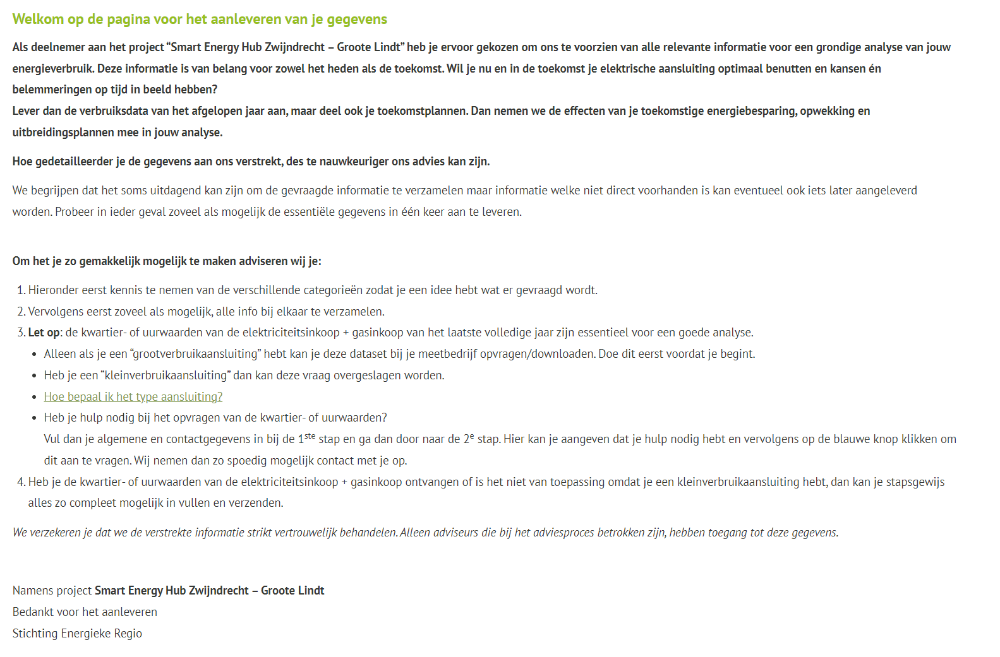 Welkom op de pagina voor het aanleveren van je gegevens
Als deelnemer aan het project “Smart Energy Hub Zwijndrecht – Groote Lindt” heb je ervoor gekozen om ons te voorzien van alle relevante informatie voor een grondige analyse van jouw
energieverbruik. Deze informatie is van belang voor zowel het heden als de toekomst. Wil je nu en in de toekomst je elektrische aansluiting optimaal benutten en kansen én
belemmeringen op tijd in beeld hebben?
Lever dan de verbruiksdata van het afgelopen jaar aan, maar deel ook je toekomstplannen. Dan nemen we de effecten van je toekomstige energiebesparing, opwekking en
uitbreidingsplannen mee in jouw analyse.
Hoe gedetailleerder je de gegevens aan ons verstrekt, des te nauwkeuriger ons advies kan zijn.
We begrijpen dat het soms uitdagend kan zijn om de gevraagde informatie te verzamelen maar informatie welke niet direct voorhanden is kan eventueel ook iets later aangeleverd
worden. Probeer in ieder geval zoveel als mogelijk de essentiële gegevens in één keer aan te leveren.
Om het je zo gemakkelijk mogelijk te maken adviseren wij je:
1. Hieronder eerst kennis te nemen van de verschillende categorieën zodat je een idee hebt wat er gevraagd wordt.
2. Vervolgens eerst zoveel als mogelijk, alle info bij elkaar te verzamelen.
3. Let op: de kwartier- of uurwaarden van de elektriciteitsinkoop + gasinkoop van het laatste volledige jaar zijn essentieel voor een goede analyse.
• Alleen als je een “grootverbruikaansluiting” hebt kan je deze dataset bij je meetbedrijf opvragen/downloaden. Doe dit eerst voordat je begint.
• Heb je een “kleinverbruikaansluiting” dan kan deze vraag overgeslagen worden.
• Hoe bepaal ik het type aansluiting?
• Heb je hulp nodig bij het opvragen van de kwartier- of uurwaarden?
Vul dan je algemene en contactgegevens in bij de 1ste stap en ga dan door naar de 2e stap. Hier kan je aangeven dat je hulp nodig hebt en vervolgens op de blauwe knop klikken om
dit aan te vragen. Wij nemen dan zo spoedig mogelijk contact met je op.
4. Heb je de kwartier- of uurwaarden van de elektriciteitsinkoop + gasinkoop ontvangen of is het niet van toepassing omdat je een kleinverbruikaansluiting hebt, dan kan je stapsgewijs
alles zo compleet mogelijk in vullen en verzenden.
We verzekeren je dat we de verstrekte informatie strikt vertrouwelijk behandelen. Alleen adviseurs die bij het adviesproces betrokken zijn, hebben toegang tot deze gegevens.
Namens project Smart Energy Hub Zwijndrecht – Groote Lindt
Bedankt voor het aanleveren
Stichting Energieke Regio